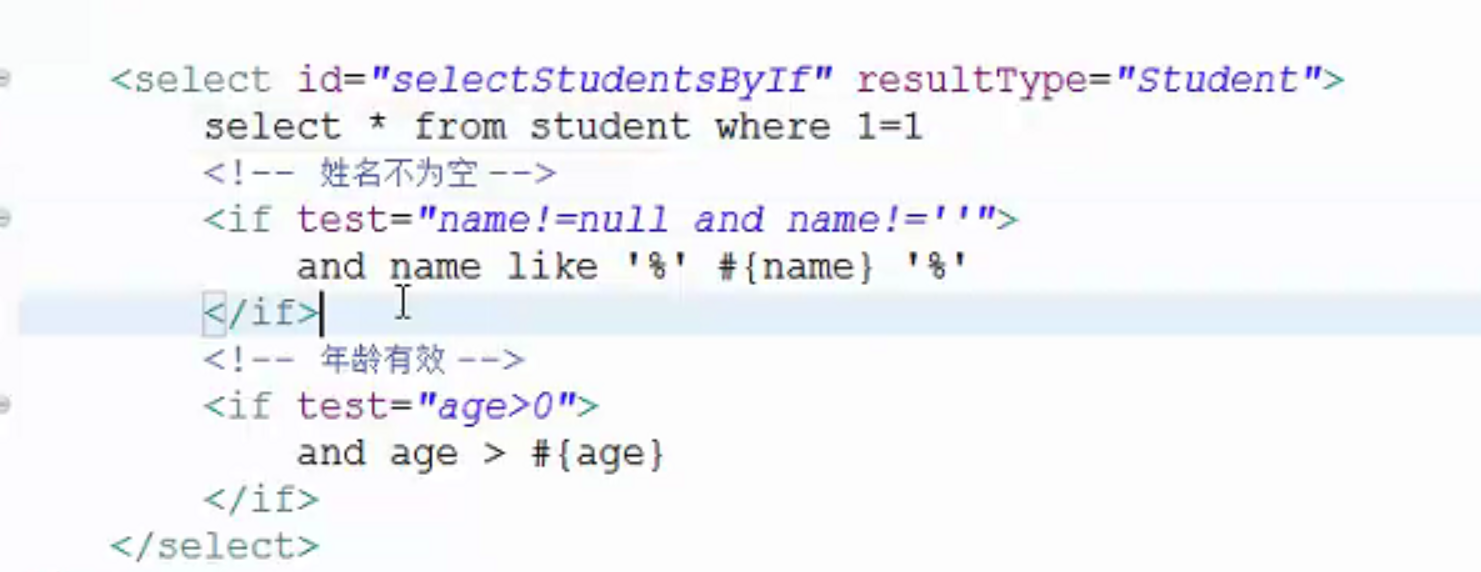 <select id="selectStudentsByIf" resultType="Student">
select * from student where 1=1
<!-- 姓名不为空 -->
<if test="name!=null and name!=''">
and name like '%' #{name} '%'
</if>
<!-- 年龄有效 -->
<if test="age>0">
and age > #{age}
</if>
</select>